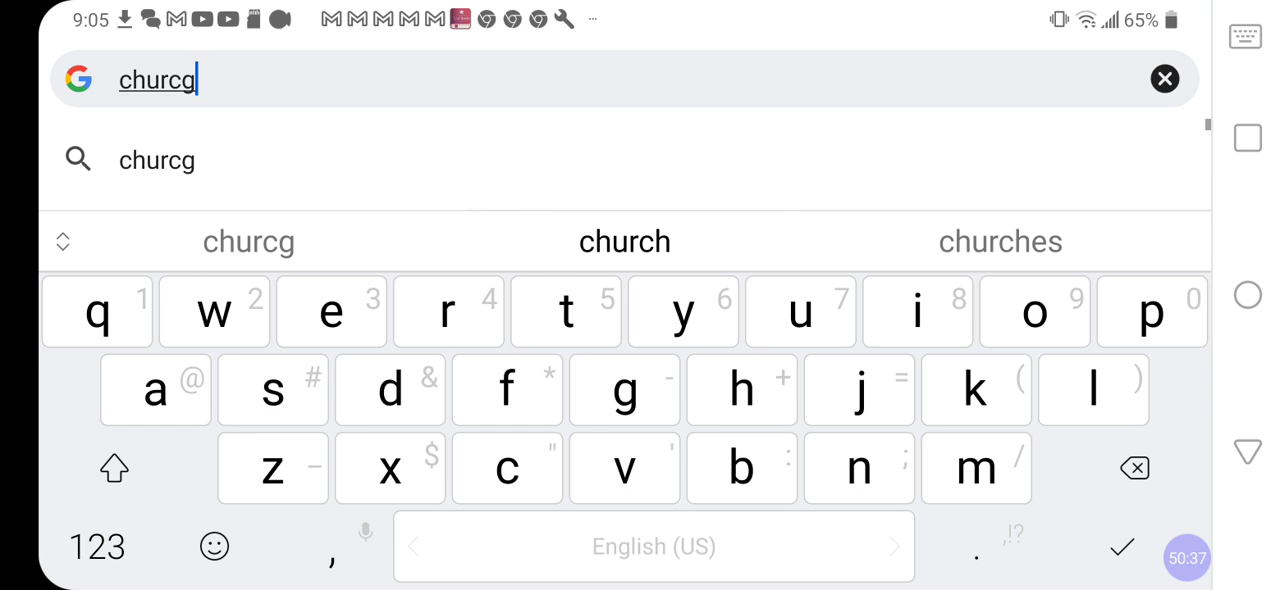 9:05 65%
churcg
churcg
churcg church churches
q 1 w 2 e 3 r 4 t 5 y 6 u 7 i 8 o 9 p 0
a @ s # d & f * g - h + j = k ( l )
z – x $ c " v ' b : n ; m /
123 , English (US) . ,!?
50:37